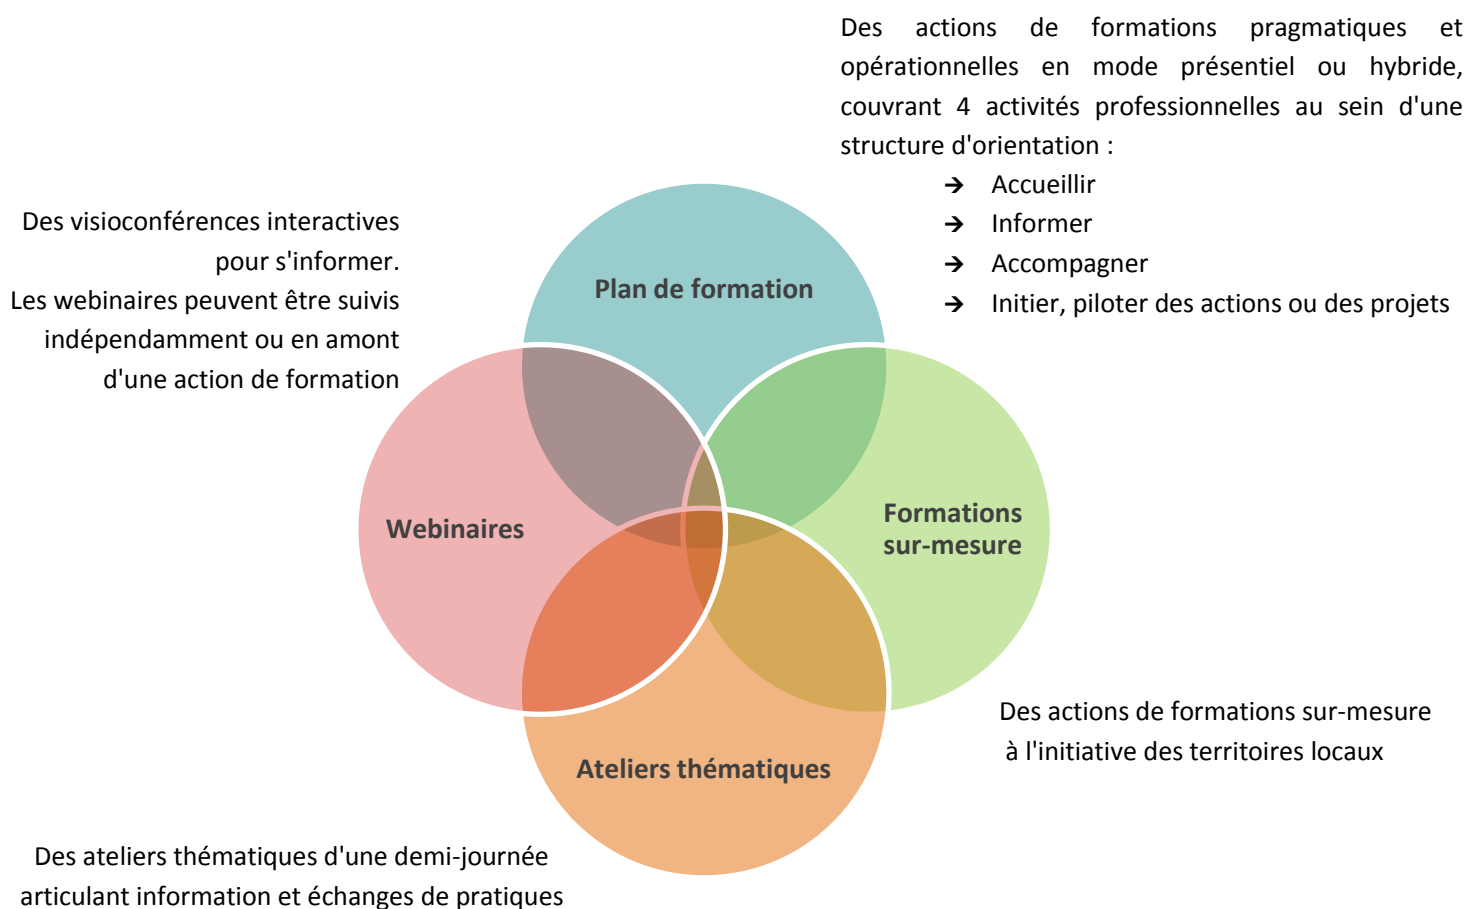 Des actions de formations pragmatiques et
opérationnelles en mode présentiel ou hybride,
couvrant 4 activités professionnelles au sein d'une
structure d'orientation :
➔ Accueillir
➔ Informer
➔ Accompagner
➔ Initier, piloter des actions ou des projets
Des visioconférences interactives
pour s'informer.
Les webinaires peuvent être suivis
indépendamment ou en amont
d'une action de formation
Plan de formation
Webinaires
Formations
sur-mesure
Ateliers thématiques
Des actions de formations sur-mesure
à l'initiative des territoires locaux
Des ateliers thématiques d'une demi-journée
articulant information et échanges de pratiques